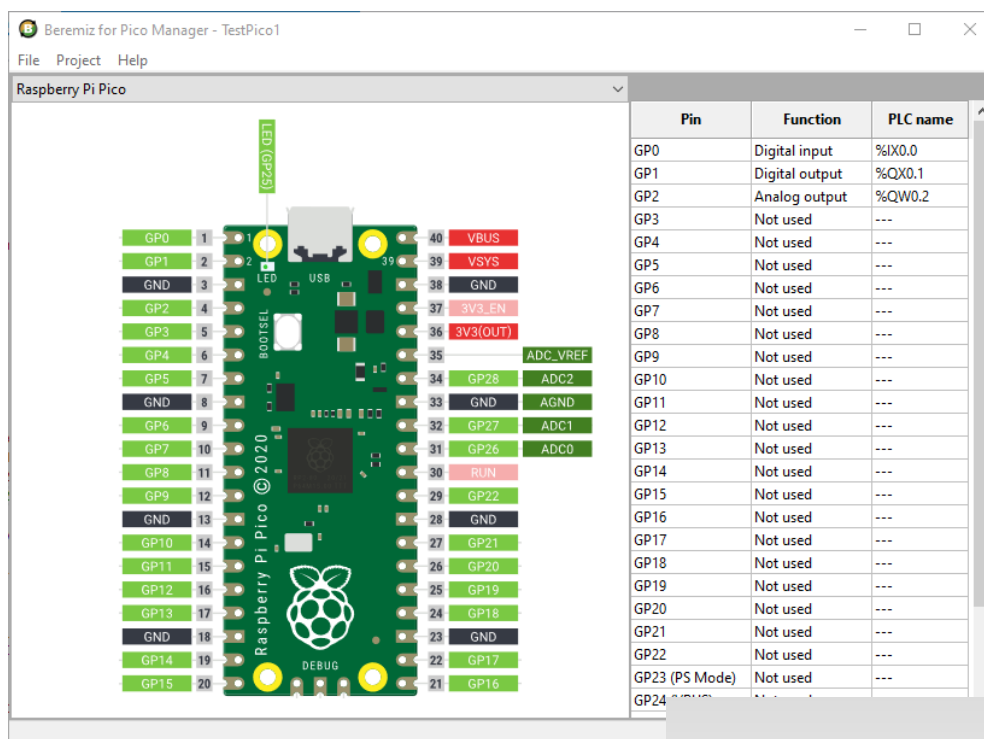 Beremiz for Pico Manager - TestPico1
File Project Help
Raspberry Pi Pico
LED (GP25)
GP0 1 1 40 VBUS
GP1 2 2 39 39 VSYS
GND 3 LED USB 38 GND
GP2 4 37 3V3_EN
GP3 5 BOOTSEL 36 3V3(OUT)
GP4 6 35 ADC_VREF
GP5 7 34 GP28 ADC2
GND 8 33 GND AGND
GP6 9 32 GP27 ADC1
GP7 10 31 GP26 ADC0
GP8 11 30 RUN
GP9 12 29 GP22
GND 13 28 GND
GP10 14 27 GP21
GP11 15 26 GP20
GP12 16 25 GP19
GP13 17 24 GP18
GND 18 23 GND
GP14 19 22 GP17
GP15 20 21 GP16
Raspberry Pi Pico © 2020
DEBUG
Pin Function PLC name
GP0 Digital input %IX0.0
GP1 Digital output %QX0.1
GP2 Analog output %QW0.2
GP3 Not used ---
GP4 Not used ---
GP5 Not used ---
GP6 Not used ---
GP7 Not used ---
GP8 Not used ---
GP9 Not used ---
GP10 Not used ---
GP11 Not used ---
GP12 Not used ---
GP13 Not used ---
GP14 Not used ---
GP15 Not used ---
GP16 Not used ---
GP17 Not used ---
GP18 Not used ---
GP19 Not used ---
GP20 Not used ---
GP21 Not used ---
GP22 Not used ---
GP23 (PS Mode) Not used ---
GP24